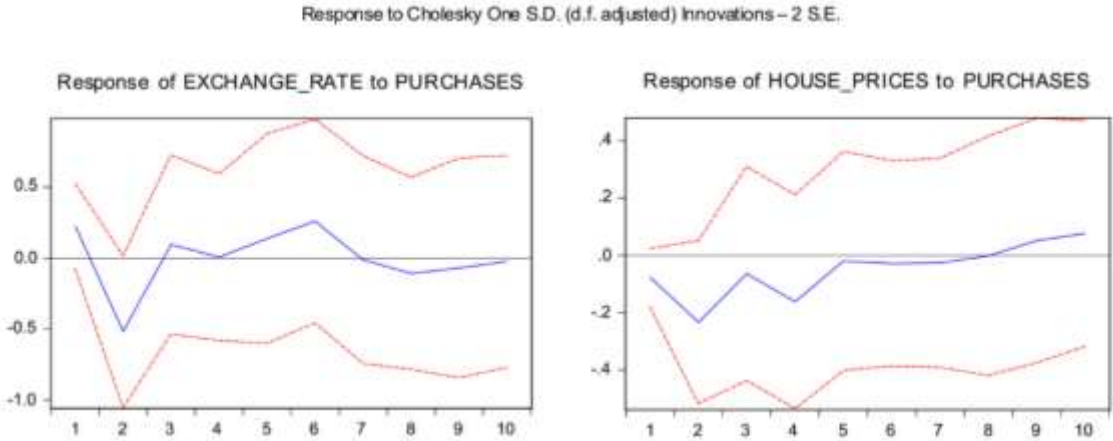 Response to Cholesky One S.D. (d.f. adjusted) Innovations – 2 S.E.
Response of EXCHANGE_RATE to PURCHASES
0.5
0.0
-0.5
-1.0
1 2 3 4 5 6 7 8 9 10
Response of HOUSE_PRICES to PURCHASES
.4
.2
.0
-.2
-.4
1 2 3 4 5 6 7 8 9 10